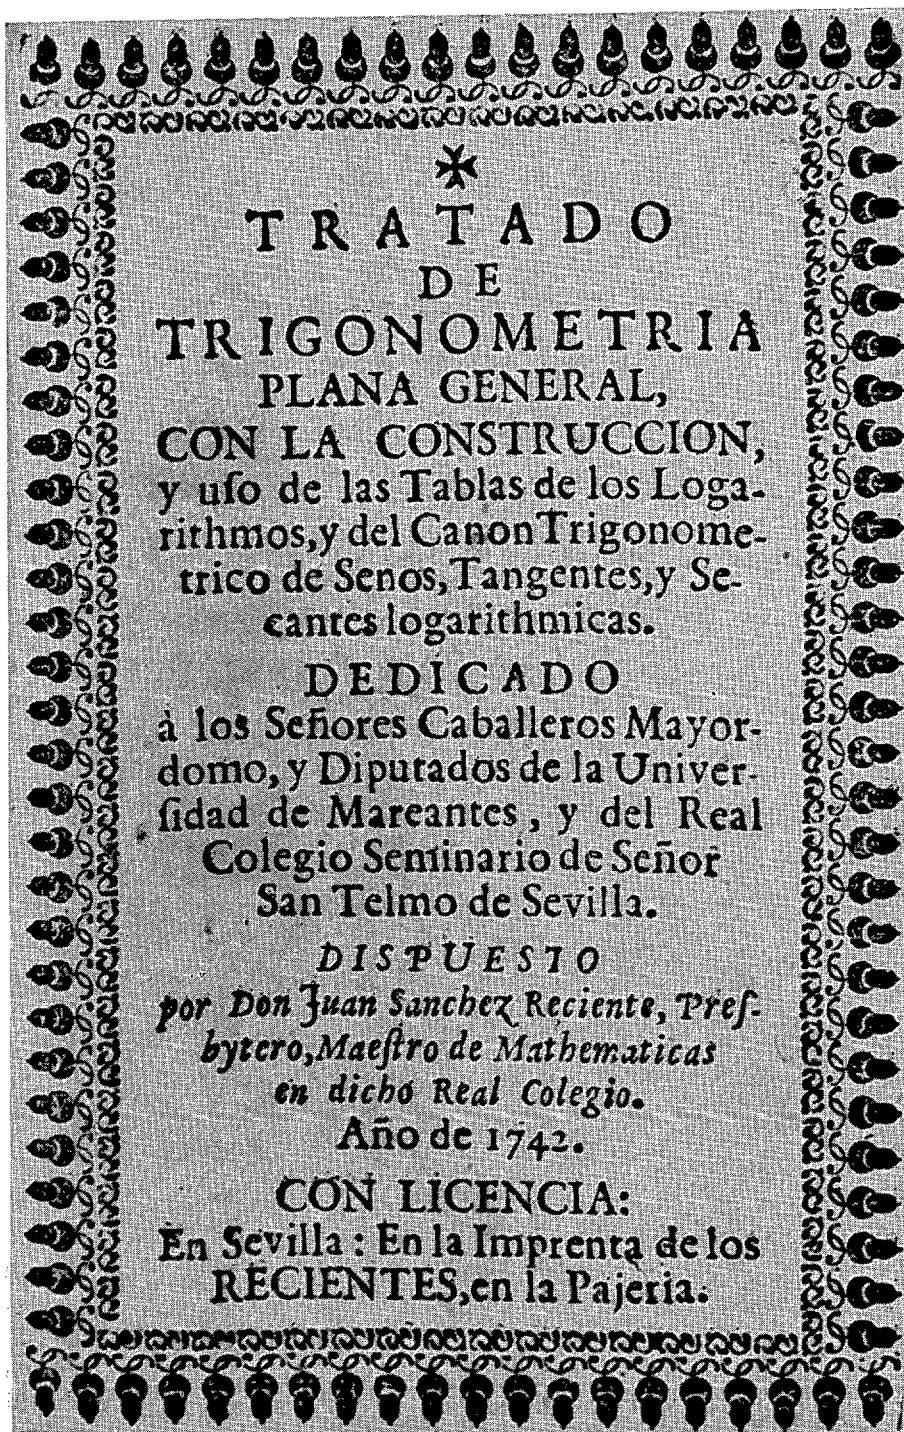 ✠
TRATADO
DE
TRIGONOMETRIA
PLANA GENERAL,
CON LA CONSTRUCCION,
y uſo de las Tablas de los Loga-
rithmos, y del Canon Trigonome-
trico de Senos, Tangentes, y Se-
cantes logarithmicas.
DEDICADO
à los Señores Caballeros Mayor-
domo, y Diputados de la Univer-
ſidad de Mareantes, y del Real
Colegio Seminario de Señor
San Telmo de Sevilla.
DISPUESTO
por Don Juan Sanchez Reciente, Preſ-
bytero, Maeſtro de Mathematicas
en dicho Real Colegio.
Año de 1742.
CON LICENCIA:
En Sevilla: En la Imprenta de los
RECIENTES, en la Pajeria.